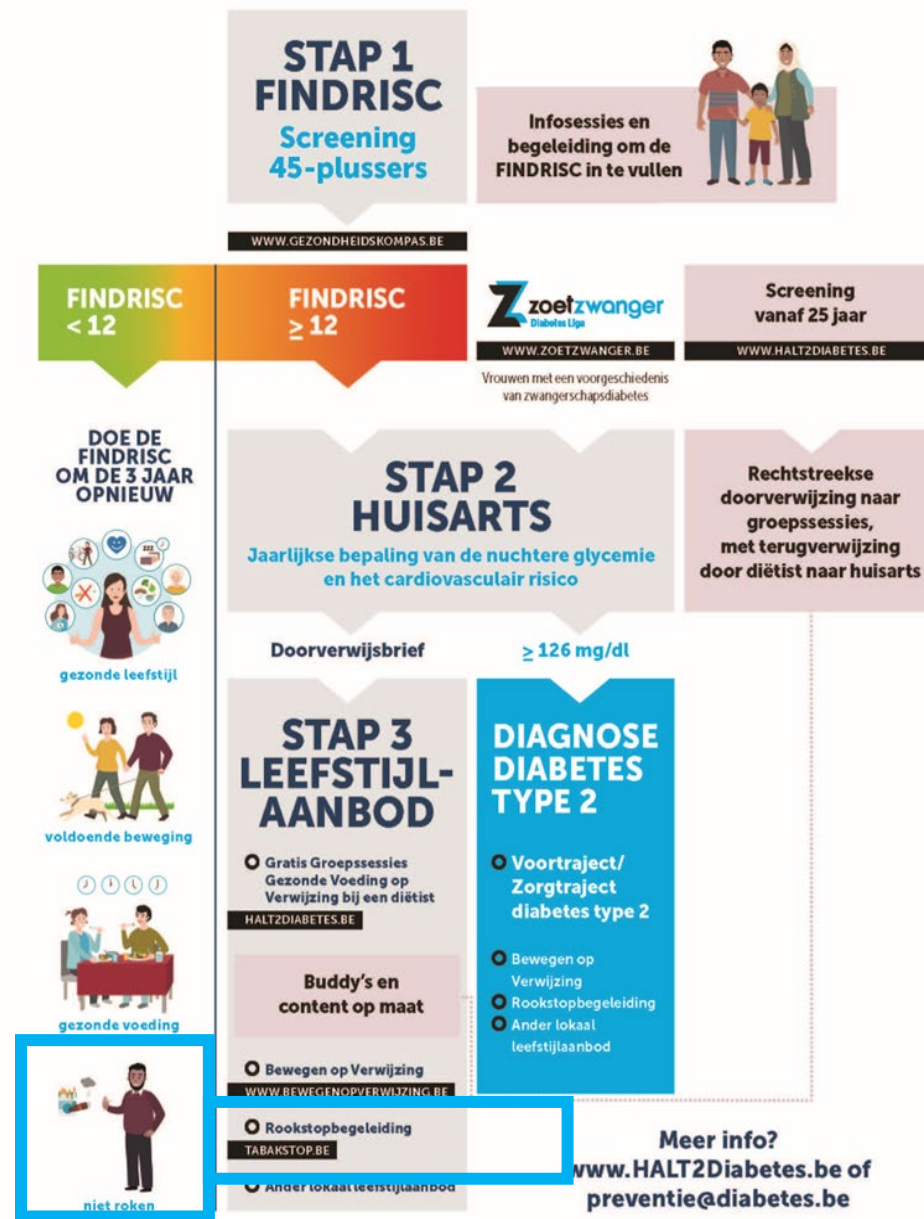 STAP 1
FINDRISC
Screening
45-plussers
Infosessies en
begeleiding om de
FINDRISC in te vullen
WWW.GEZONDHEIDSKOMPAS.BE
FINDRISC
< 12
FINDRISC
≥ 12
zoetzwanger
Diabetes Liga
WWW.ZOETZWANGER.BE
Vrouwen met een voorgeschiedenis
van zwangerschapsdiabetes
Screening
vanaf 25 jaar
WWW.HALT2DIABETES.BE
DOE DE
FINDRISC
OM DE 3 JAAR
OPNIEUW
gezonde leefstijl
voldoende beweging
gezonde voeding
niet roken
STAP 2
HUISARTS
Jaarlijkse bepaling van de nuchtere glycemie
en het cardiovasculair risico
Rechtstreekse
doorverwijzing naar
groepssessies,
met terugverwijzing
door diëtist naar huisarts
Doorverwijsbrief
≥ 126 mg/dl
STAP 3
LEEFSTIJL-
AANBOD
Gratis Groepssessies
Gezonde Voeding op
Verwijzing bij een diëtist
HALT2DIABETES.BE
Buddy's en
content op maat
Bewegen op Verwijzing
WWW.BEWEGENOPVERWIJZING.BE
Rookstopbegeleiding
TABAKSTOP.BE
Ander lokaal leefstijlaanbod
DIAGNOSE
DIABETES
TYPE 2
Voortraject/
Zorgtraject
diabetes type 2
Bewegen op
Verwijzing
Rookstopbegeleiding
Ander lokaal
leefstijlaanbod
Meer info?
www.HALT2Diabetes.be of
preventie@diabetes.be